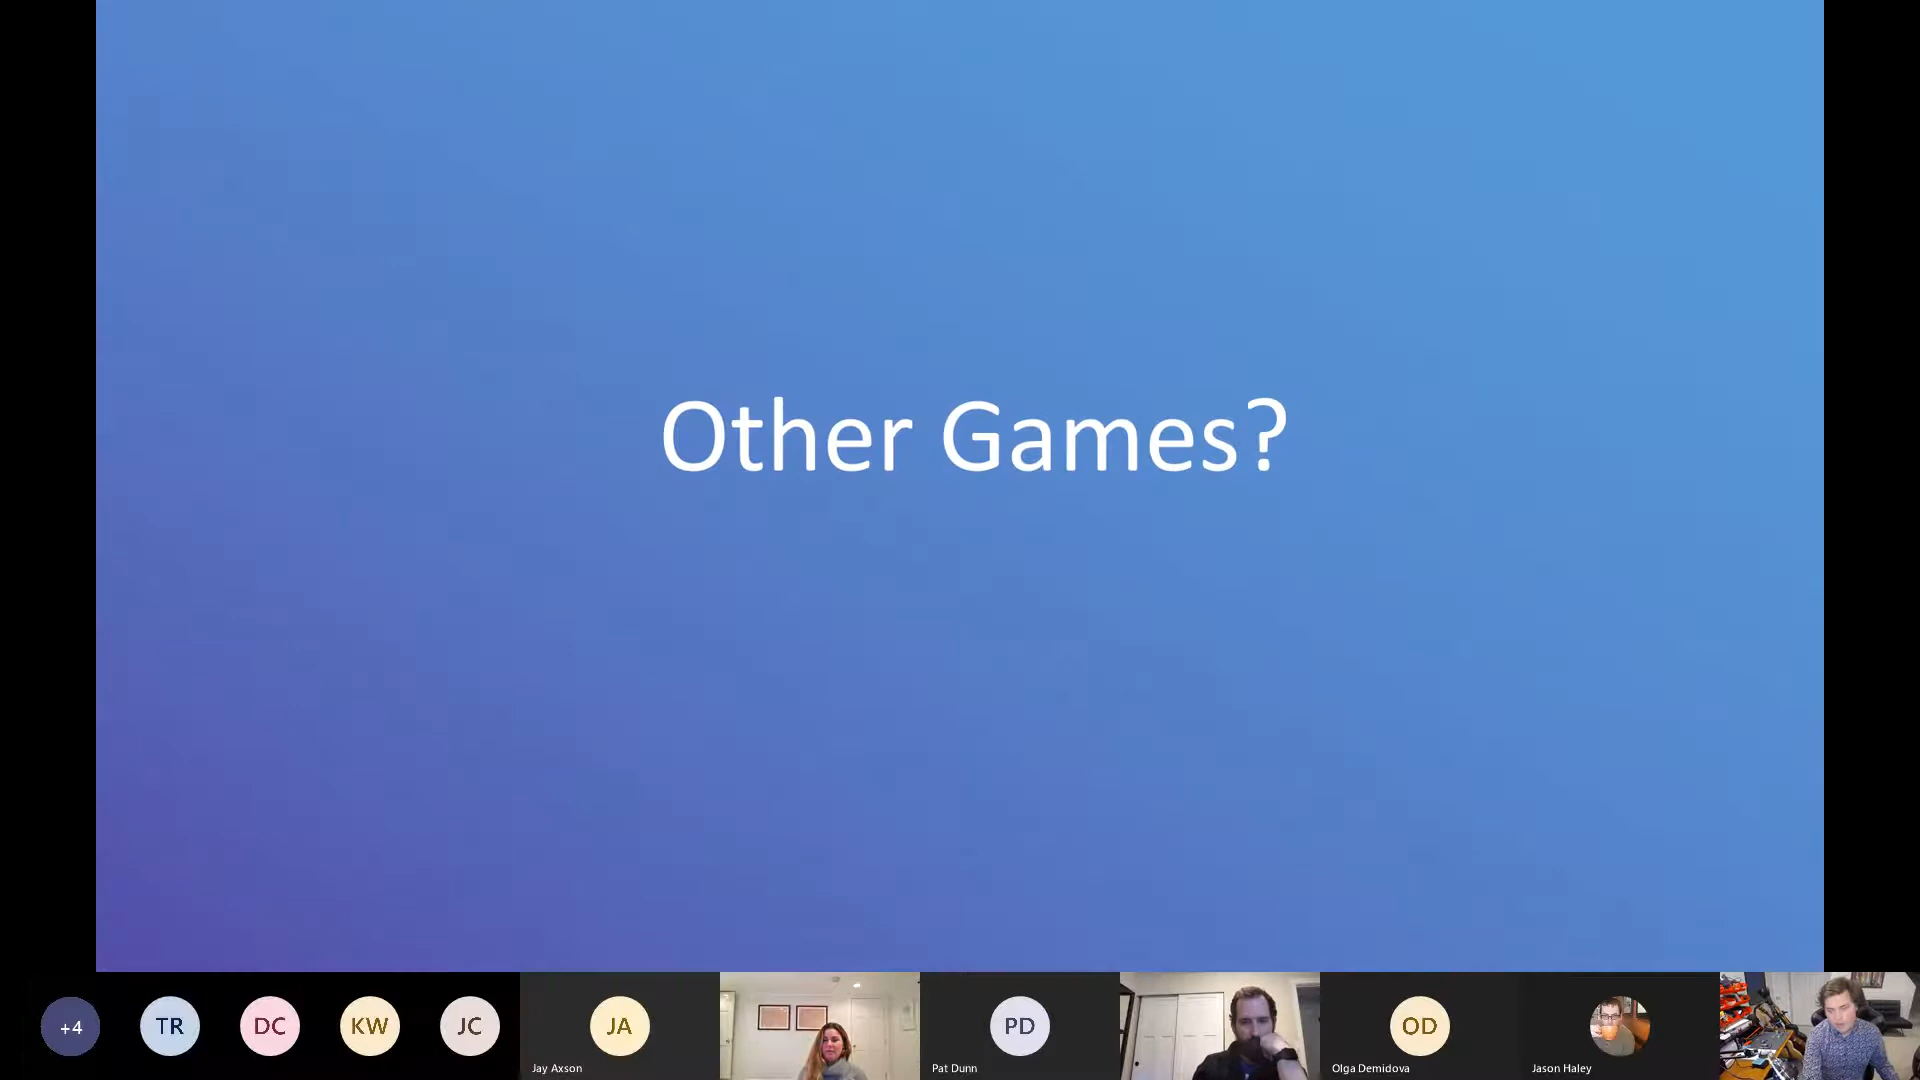 Other Games?
+4
TR
DC
KW
JC
JA
Jay Axson
PD
Pat Dunn
OD
Olga Demidova
Jason Haley